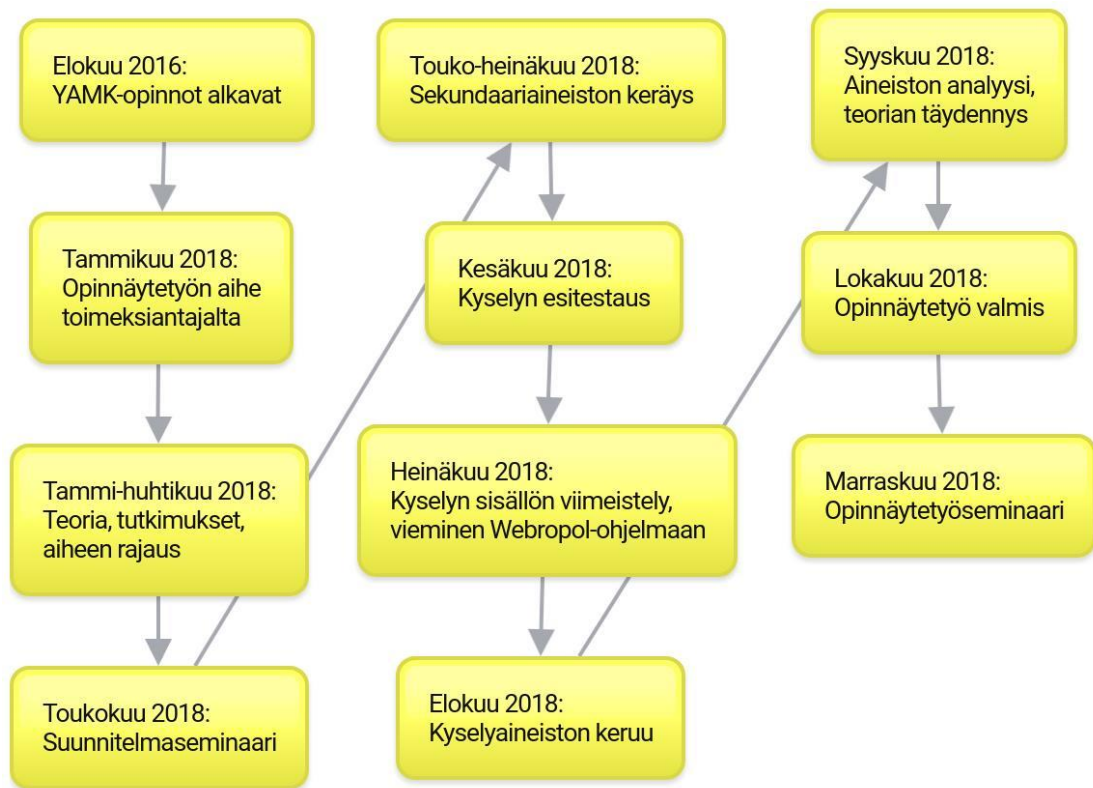 Elokuu 2016:
YAMK-opinnot alkavat
Tammikuu 2018:
Opinnäytetyön aihe
toimeksiantajalta
Tammi-huhtikuu 2018:
Teoria, tutkimukset,
aiheen rajaus
Toukokuu 2018:
Suunnitelmaseminaari
Touko-heinäkuu 2018:
Sekundaariaineiston keräys
Kesäkuu 2018:
Kyselyn esitestaus
Heinäkuu 2018:
Kyselyn sisällön viimeistely,
vieminen Webropol-ohjelmaan
Elokuu 2018:
Kyselyaineiston keruu
Syyskuu 2018:
Aineiston analyysi,
teorian täydennys
Lokakuu 2018:
Opinnäytetyö valmis
Marraskuu 2018:
Opinnäytetyöseminaari